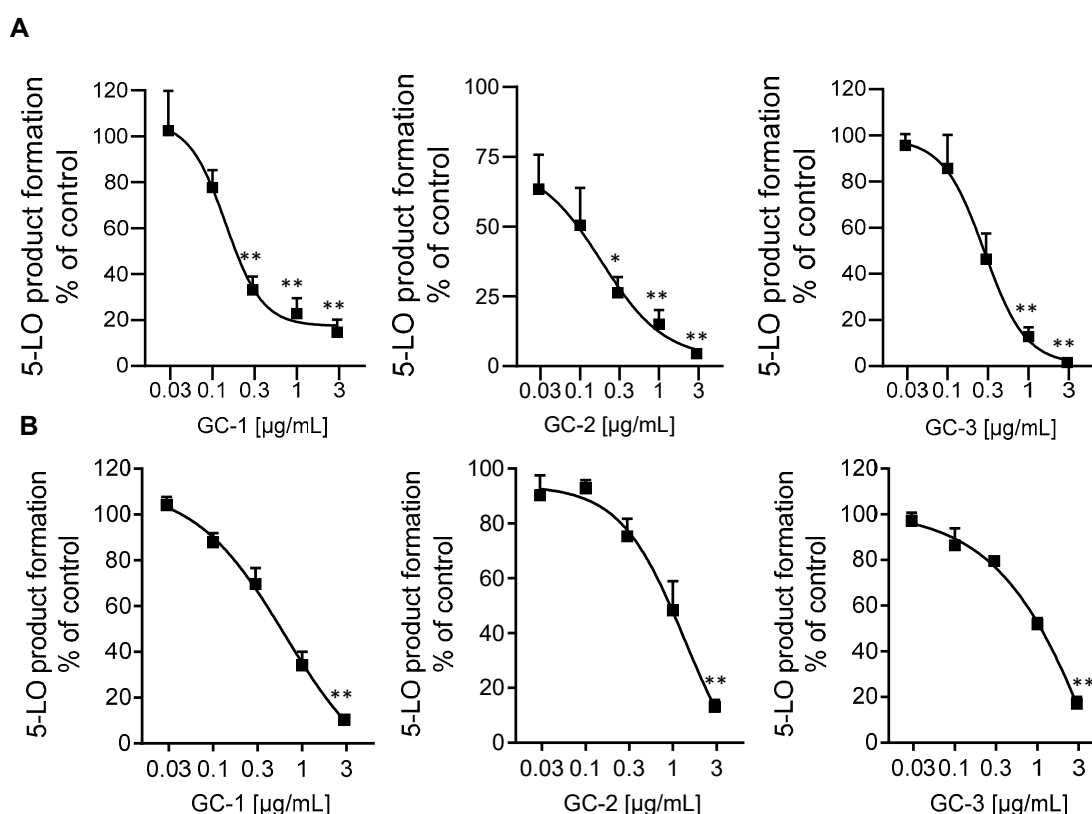 A
5-LO product formation
% of control
120
100
80
60
40
20
0
**
**
**
0.03 0.1 0.3 1 3
GC-1 [µg/mL]
5-LO product formation
% of control
100
75
50
25
0
*
**
**
0.03 0.1 0.3 1 3
GC-2 [µg/mL]
5-LO product formation
% of control
120
100
80
60
40
20
0
**
**
0.03 0.1 0.3 1 3
GC-3 [µg/mL]
B
5-LO product formation
% of control
120
100
80
60
40
20
0
**
0.03 0.1 0.3 1 3
GC-1 [µg/mL]
5-LO product formation
% of control
100
80
60
40
20
0
**
0.03 0.1 0.3 1 3
GC-2 [µg/mL]
5-LO product formation
% of control
120
100
80
60
40
20
0
**
0.03 0.1 0.3 1 3
GC-3 [µg/mL]